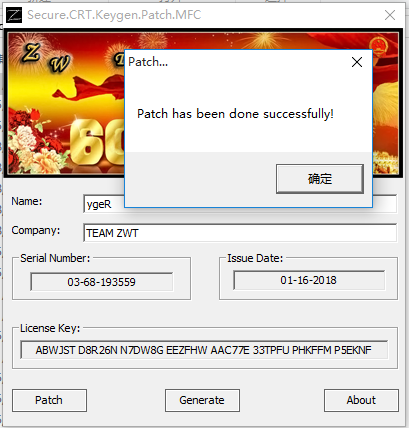 Secure.CRT.Keygen.Patch.MFC
Z W
60
Patch...
Patch has been done successfully!
确定
Name:
ygeR
Company:
TEAM ZWT
Serial Number:
03-68-193559
Issue Date:
01-16-2018
License Key:
ABWJST D8R26N N7DW8G EEZFHW AAC77E 33TPFU PHKFFM P5EKNF
Patch
Generate
About